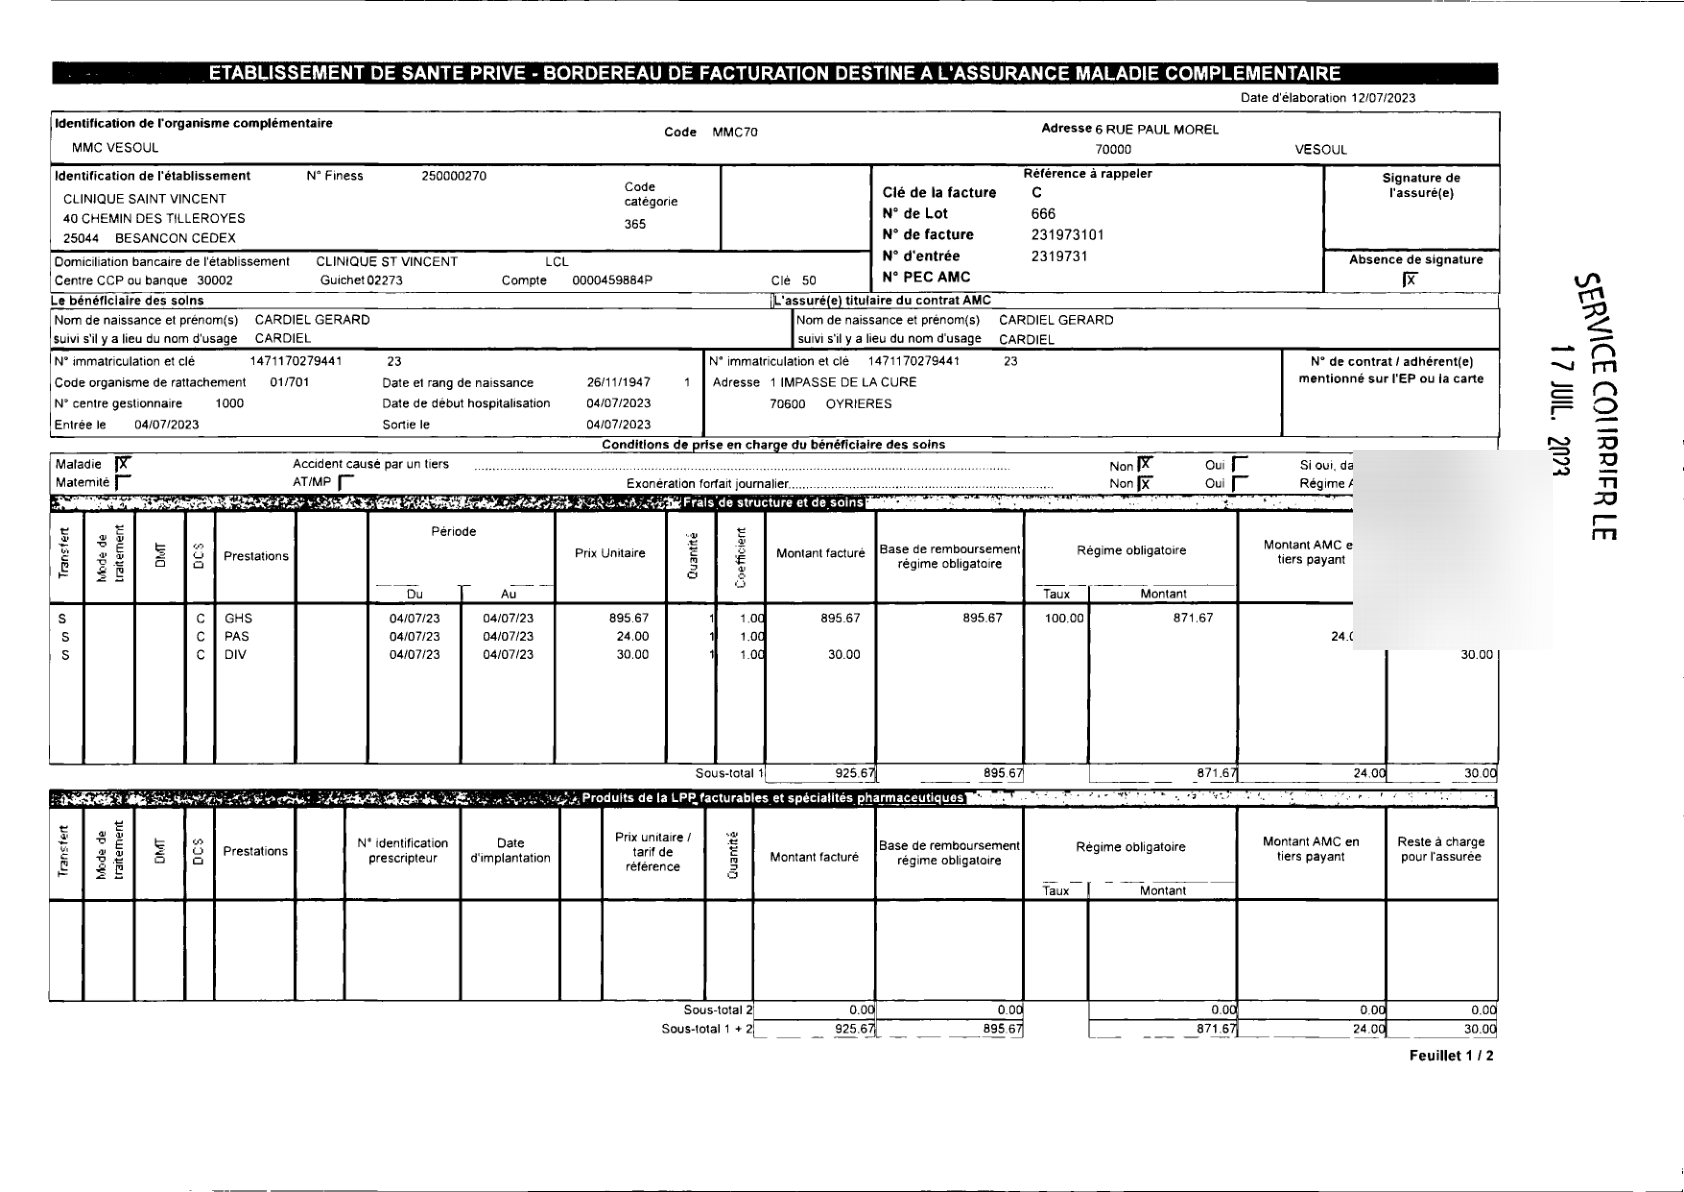 ETABLISSEMENT DE SANTE PRIVE - BORDEREAU DE FACTURATION DESTINE A L'ASSURANCE MALADIE COMPLEMENTAIRE
Date d'élaboration 12/07/2023
Identification de l'organisme complémentaire
MMC VESOUL
Code MMC70
Adresse 6 RUE PAUL MOREL
70000 VESOUL
Identification de l'établissement N° Finess 250000270
CLINIQUE SAINT VINCENT
40 CHEMIN DES TILLEROYES
25044 BESANCON CEDEX
Code
catégorie
365
Référence à rappeler
Clé de la facture C
N° de Lot 666
N° de facture 231973101
N° d'entrée 2319731
N° PEC AMC
Signature de
l'assuré(e)
Absence de signature
X
Domiciliation bancaire de l'établissement CLINIQUE ST VINCENT LCL
Centre CCP ou banque 30002 Guichet 02273 Compte 0000459884P Clé 50
Le bénéficiaire des soins
L'assuré(e) titulaire du contrat AMC
Nom de naissance et prénom(s) CARDIEL GERARD
suivi s'il y a lieu du nom d'usage CARDIEL
Nom de naissance et prénom(s) CARDIEL GERARD
suivi s'il y a lieu du nom d'usage CARDIEL
N° immatriculation et clé 1471170279441 23
Code organisme de rattachement 01/701 Date et rang de naissance 26/11/1947 1
N° centre gestionnaire 1000 Date de début hospitalisation 04/07/2023
Entrée le 04/07/2023 Sortie le 04/07/2023
N° immatriculation et clé 1471170279441 23
Adresse 1 IMPASSE DE LA CURE
70600 OYRIERES
N° de contrat / adhérent(e)
mentionné sur l'EP ou la carte
Conditions de prise en charge du bénéficiaire des soins
Maladie X Accident causé par un tiers Non X Oui Si oui, da
Maternité AT/MP Exonération forfait journalier Non X Oui Régime A
Frais de structure et de soins
Transfert
Mode de traitement
DMT
DCS
Prestations
Période
Du Au
Prix Unitaire
Quantité
Coefficient
Montant facturé
Base de remboursement
régime obligatoire
Régime obligatoire
Taux Montant
Montant AMC e
tiers payant
S C GHS 04/07/23 04/07/23 895.67 1 1.00 895.67 895.67 100.00 871.67
S C PAS 04/07/23 04/07/23 24.00 1 1.00 24.0
S C DIV 04/07/23 04/07/23 30.00 1 1.00 30.00 30.00
Sous-total 1 925.67 895.67 871.67 24.00 30.00
Produits de la LPP facturables et spécialités pharmaceutiques
Transfert
Mode de traitement
DMT
DCS
Prestations
N° identification
prescripteur
Date
d'implantation
Prix unitaire /
tarif de
référence
Quantité
Montant facturé
Base de remboursement
régime obligatoire
Régime obligatoire
Taux Montant
Montant AMC en
tiers payant
Reste à charge
pour l'assurée
Sous-total 2 0.00 0.00 0.00 0.00 0.00
Sous-total 1 + 2 925.67 895.67 871.67 24.00 30.00
Feuillet 1 / 2
SERVICE COURRIER LE
17 JUIL. 2023